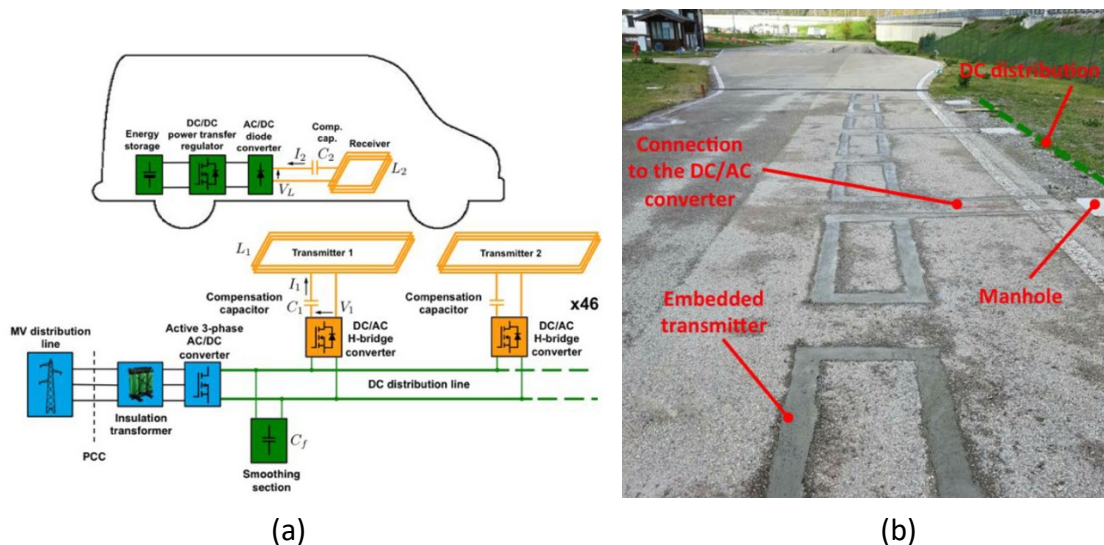 Energy
storage
DC/DC
power transfer
regulator
AC/DC
diode
converter
Comp.
cap.
Receiver
I₂
C₂
L₂
V_L
L₁
Transmitter 1
Transmitter 2
I₁
Compensation
capacitor
C₁
V₁
Compensation
capacitor
x46
MV distribution
line
Active 3-phase
AC/DC
converter
DC/AC
H-bridge
converter
DC/AC
H-bridge
converter
DC distribution line
Insulation
transformer
PCC
C_f
Smoothing
section
(a)
DC distribution
Connection
to the DC/AC
converter
Manhole
Embedded
transmitter
(b)